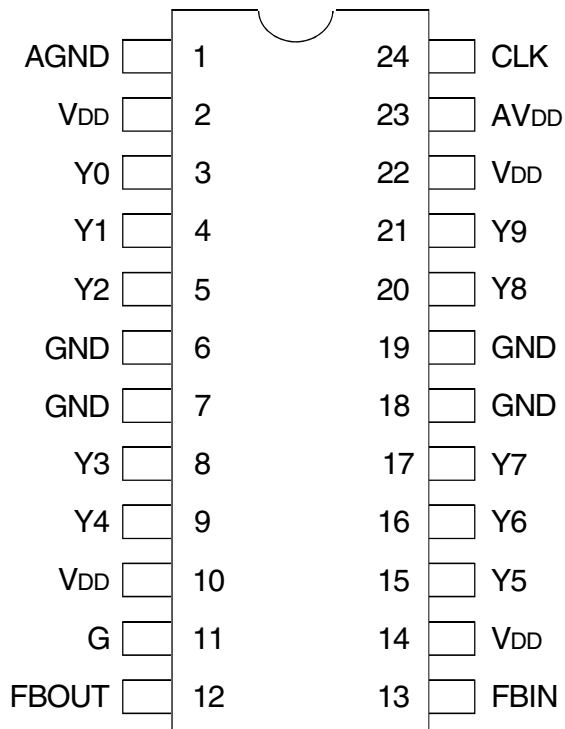 AGND 1 24 CLK
VDD 2 23 AVDD
Y0 3 22 VDD
Y1 4 21 Y9
Y2 5 20 Y8
GND 6 19 GND
GND 7 18 GND
Y3 8 17 Y7
Y4 9 16 Y6
VDD 10 15 Y5
G 11 14 VDD
FBOUT 12 13 FBIN